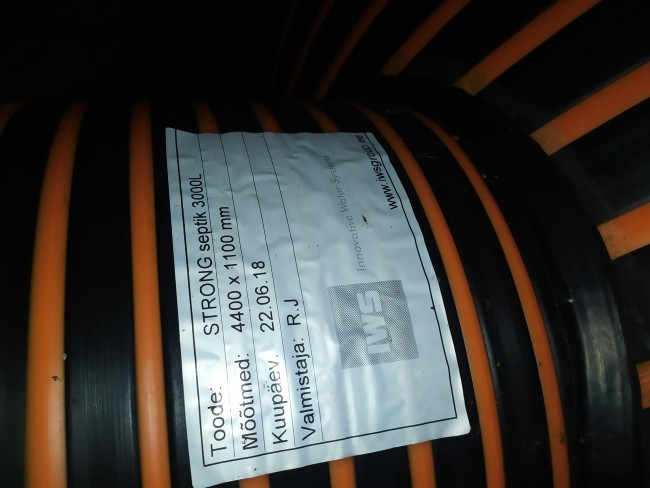 Toode: STRONG septik 3000L
Mõõtmed: 4400 x 1100 mm
Kuupäev. 22.06.18
Valmistaja: R.J
iws
Innovative Water Systems
www.iwsgroup.ee